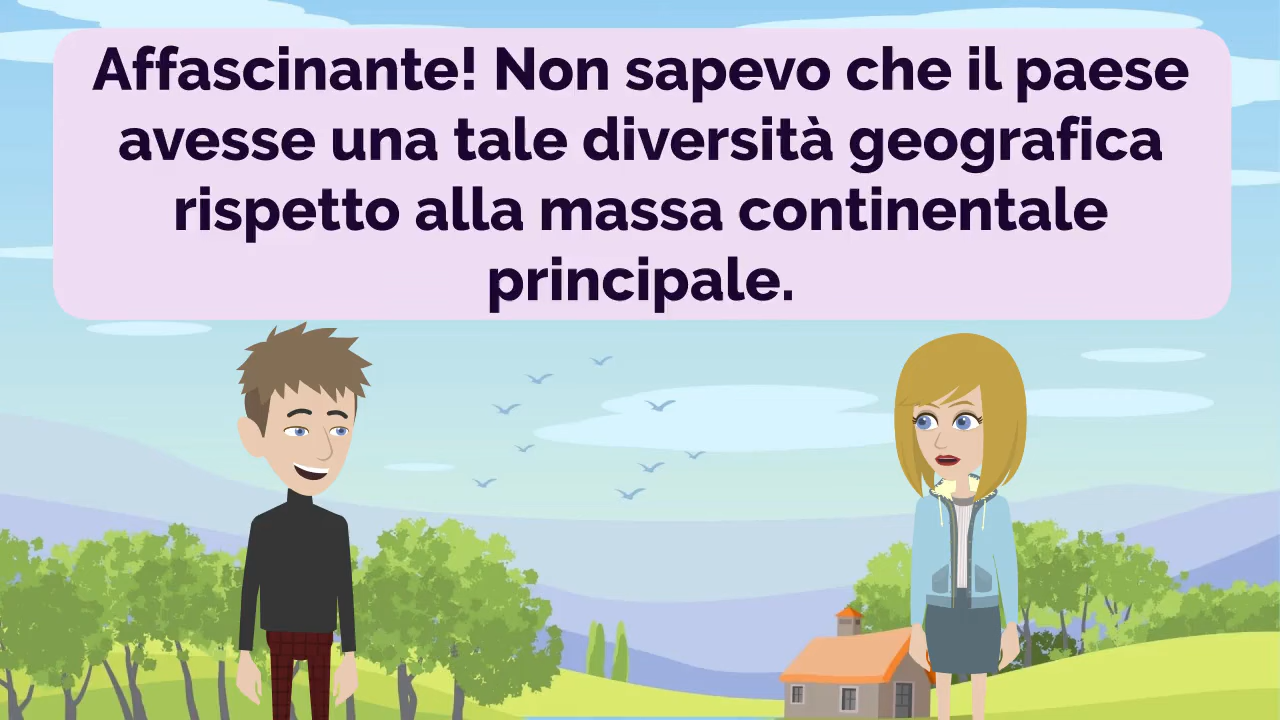 Affascinante! Non sapevo che il paese
avesse una tale diversità geografica
rispetto alla massa continentale
principale.